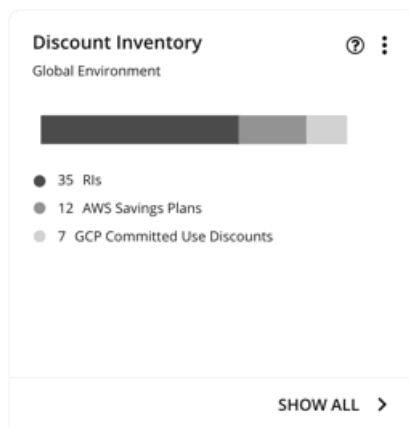 Discount Inventory
Global Environment
35 RIs
12 AWS Savings Plans
7 GCP Committed Use Discounts
SHOW ALL